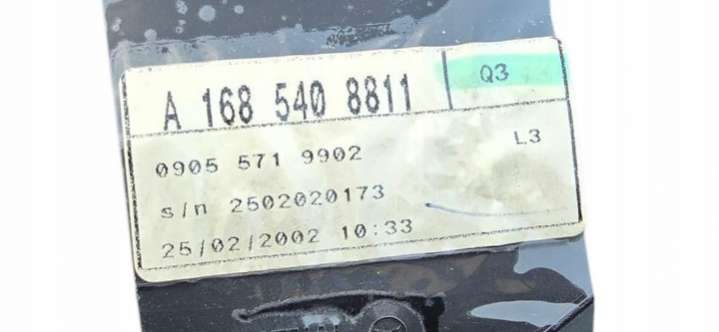 A 168 540 8811 Q3
0905 571 9902 L3
s/n 2502020173
25/02/2002 10:33